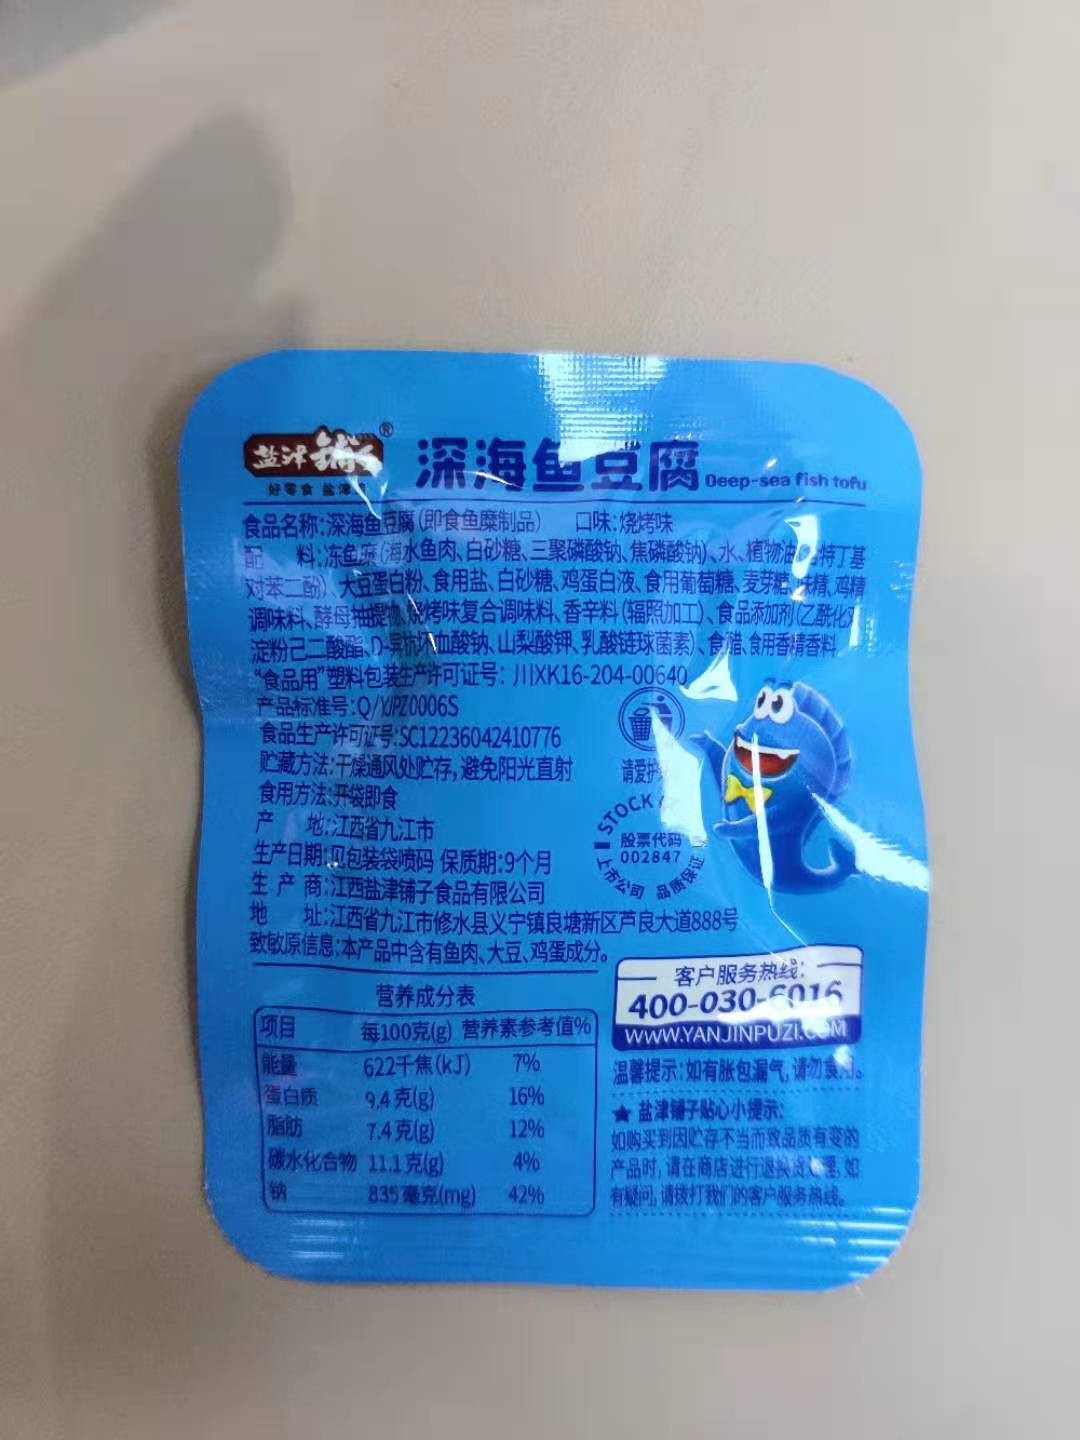 盐津铺子®
好零食 盐津
深海鱼豆腐 Deep-sea fish tofu
食品名称:深海鱼豆腐(即食鱼糜制品) 口味:烧烤味
配 料:冻鱼糜(海水鱼肉、白砂糖、三聚磷酸钠、焦磷酸钠)、水、植物油 特丁基
对苯二酚)、大豆蛋白粉、食用盐、白砂糖、鸡蛋白液、食用葡萄糖、麦芽糖、味精、鸡精
调味料、酵母抽提物、烧烤味复合调味料、香辛料(辐照加工)、食品添加剂(乙酰化
淀粉己二酸酯、D-异抗坏血酸钠、山梨酸钾、乳酸链球菌素)、食醋、食用香精香料
“食品用”塑料包装生产许可证号:川XK16-204-00640
产品标准号:Q/YJPZ0006S
食品生产许可证号:SC12236042410776
贮藏方法:干燥通风处贮存,避免阳光直射
食用方法:开袋即食
产 地:江西省九江市
生产日期:见包装袋喷码 保质期:9个月
生 产 商:江西盐津铺子食品有限公司
地 址:江西省九江市修水县义宁镇良塘新区芦良大道888号
致敏原信息:本产品中含有鱼肉、大豆、鸡蛋成分。
请爱护
STOCK
股票代码
002847
上市公司 品质保证
营养成分表
项目 每100克(g) 营养素参考值%
能量 622千焦(kJ) 7%
蛋白质 9.4克(g) 16%
脂肪 7.4克(g) 12%
碳水化合物 11.1克(g) 4%
钠 835毫克(mg) 42%
客户服务热线:
400-030-6016
WWW.YANJINPUZI.COM
温馨提示:如有胀包漏气,请勿食用。
★ 盐津铺子贴心小提示:
如购买到因贮存不当而致品质有变的
产品时,请在商店进行退换货处理,如
有疑问,请拨打我们的客户服务热线。